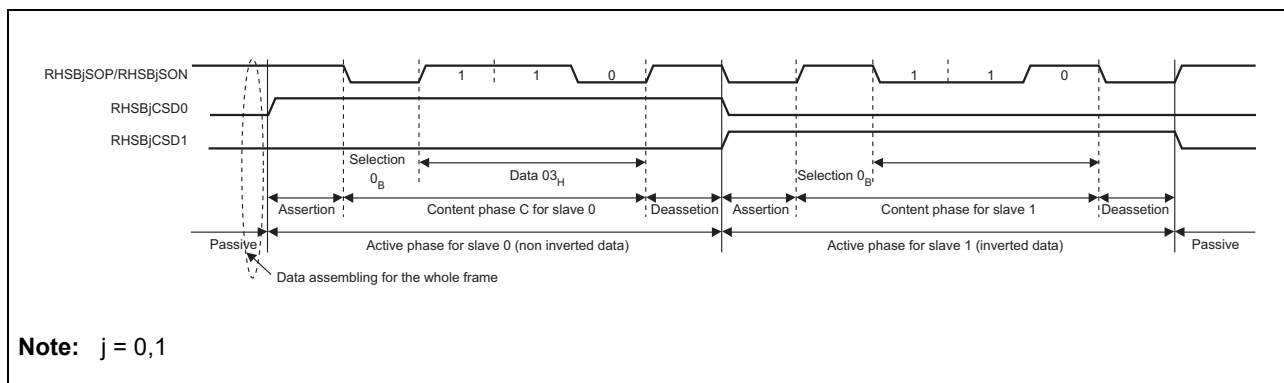 RHSBjSOP/RHSBjSON 1 1 0 1 1 0
RHSBjCSD0
RHSBjCSD1
Selection 0B Data 03H Selection 0B
Assertion Content phase C for slave 0 Deassetion Assertion Content phase for slave 1 Deassetion
Passive Active phase for slave 0 (non inverted data) Active phase for slave 1 (inverted data) Passive
Data assembling for the whole frame
Note: j = 0,1